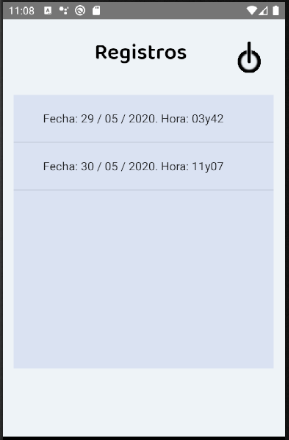 11:08
Registros
Fecha: 29 / 05 / 2020. Hora: 03y42
Fecha: 30 / 05 / 2020. Hora: 11y07